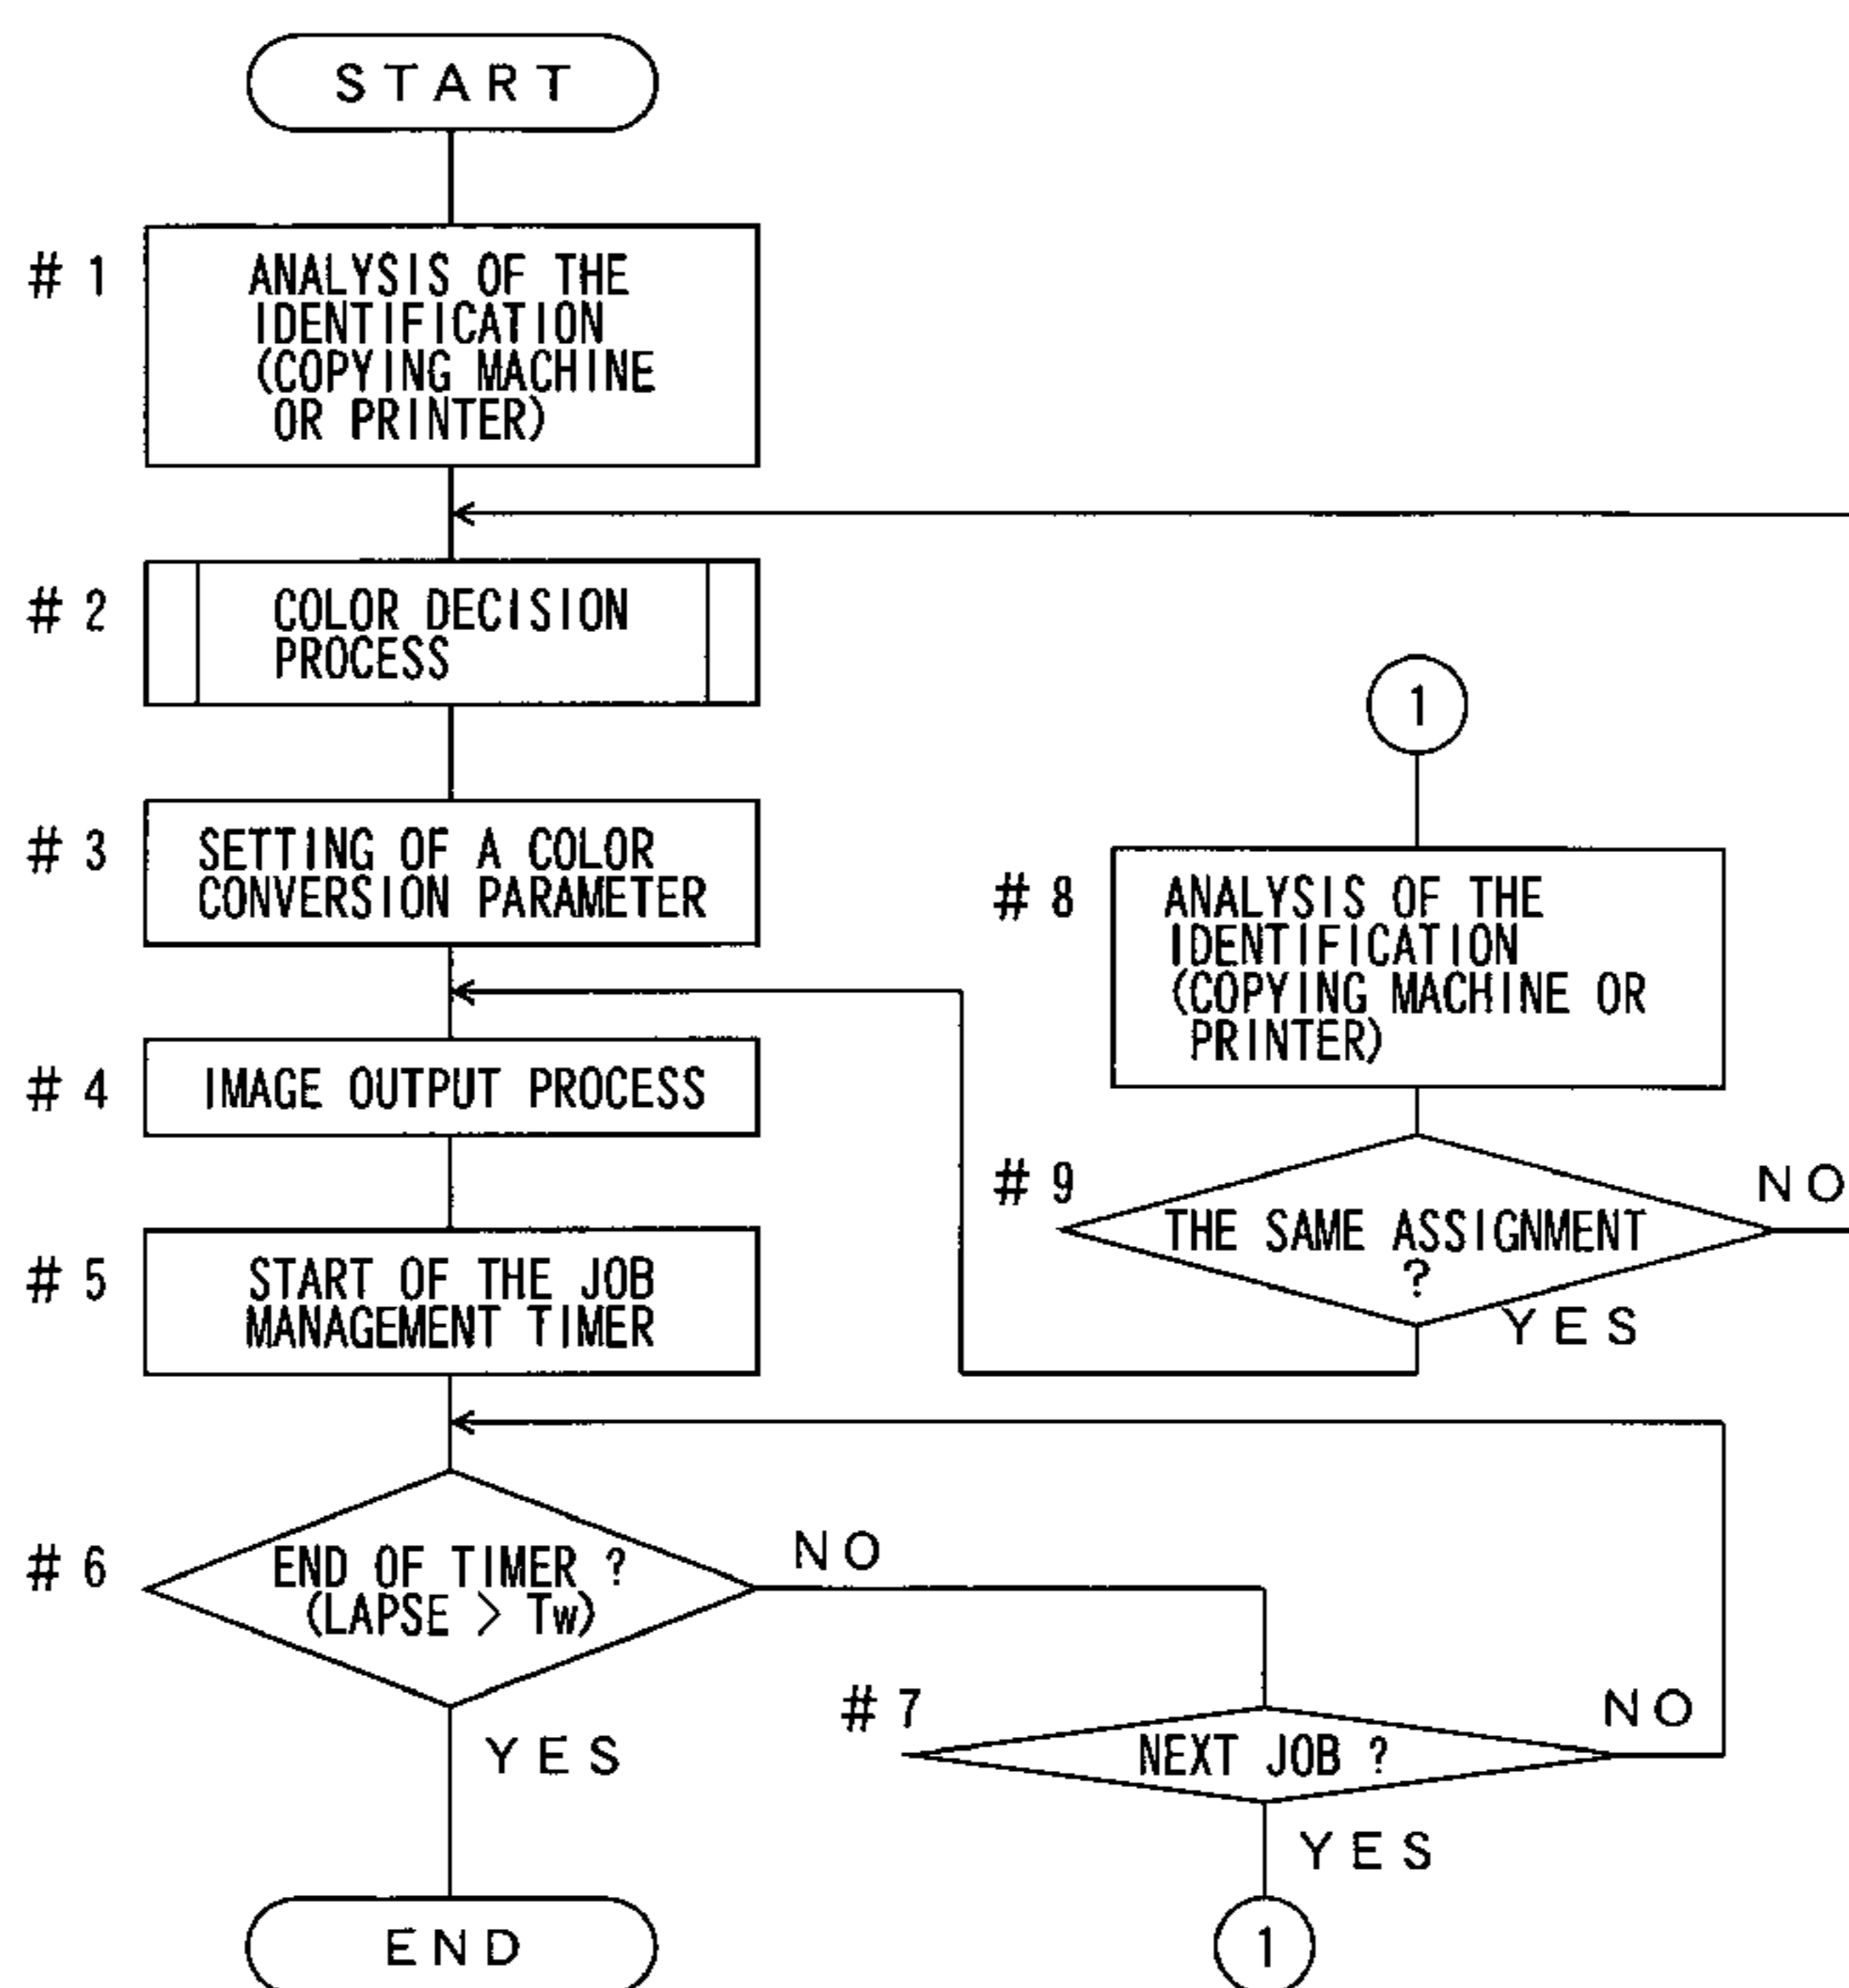 START
# 1
ANALYSIS OF THE
IDENTIFICATION
(COPYING MACHINE
OR PRINTER)
# 2
COLOR DECISION
PROCESS
# 3
SETTING OF A COLOR
CONVERSION PARAMETER
# 4
IMAGE OUTPUT PROCESS
# 5
START OF THE JOB
MANAGEMENT TIMER
# 6
END OF TIMER ?
(LAPSE > Tw)
NO
YES
END
# 7
NEXT JOB ?
NO
YES
1
1
# 8
ANALYSIS OF THE
IDENTIFICATION
(COPYING MACHINE OR
PRINTER)
# 9
THE SAME ASSIGNMENT
?
NO
YES